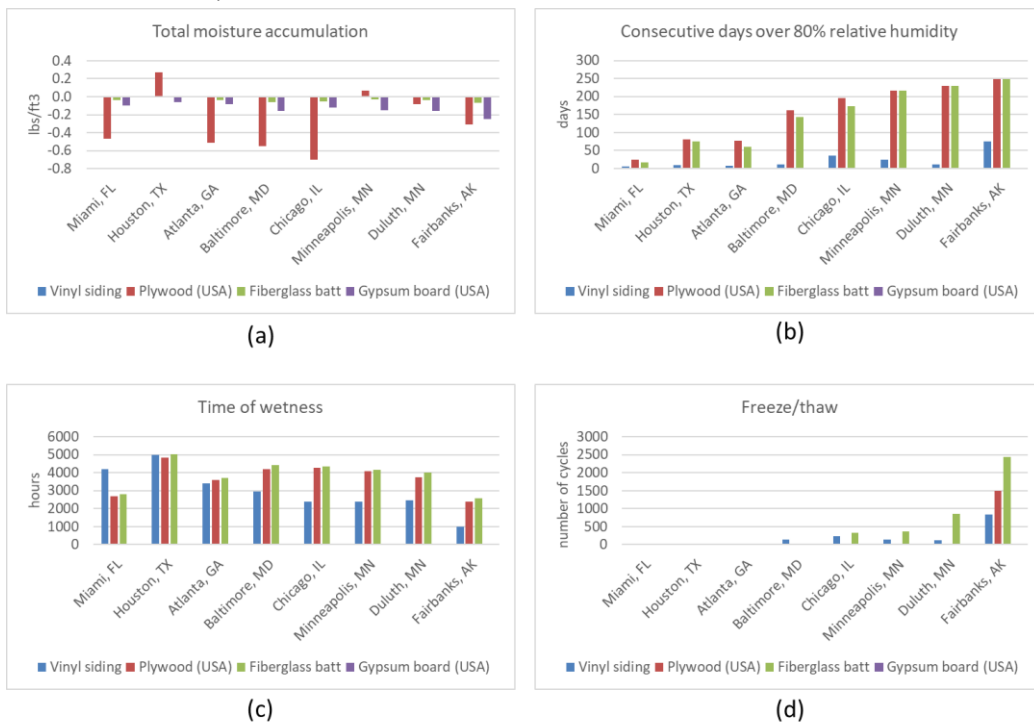 Total moisture accumulation
lbs/ft3
0.4
0.2
0.0
-0.2
-0.4
-0.6
-0.8
Miami, FL
Houston, TX
Atlanta, GA
Baltimore, MD
Chicago, IL
Minneapolis, MN
Duluth, MN
Fairbanks, AK
Vinyl siding Plywood (USA) Fiberglass batt Gypsum board (USA)
(a)
Consecutive days over 80% relative humidity
days
300
250
200
150
100
50
0
Miami, FL
Houston, TX
Atlanta, GA
Baltimore, MD
Chicago, IL
Minneapolis, MN
Duluth, MN
Fairbanks, AK
Vinyl siding Plywood (USA) Fiberglass batt Gypsum board (USA)
(b)
Time of wetness
hours
6000
5000
4000
3000
2000
1000
0
Miami, FL
Houston, TX
Atlanta, GA
Baltimore, MD
Chicago, IL
Minneapolis, MN
Duluth, MN
Fairbanks, AK
Vinyl siding Plywood (USA) Fiberglass batt Gypsum board (USA)
(c)
Freeze/thaw
number of cycles
3000
2500
2000
1500
1000
500
0
Miami, FL
Houston, TX
Atlanta, GA
Baltimore, MD
Chicago, IL
Minneapolis, MN
Duluth, MN
Fairbanks, AK
Vinyl siding Plywood (USA) Fiberglass batt Gypsum board (USA)
(d)